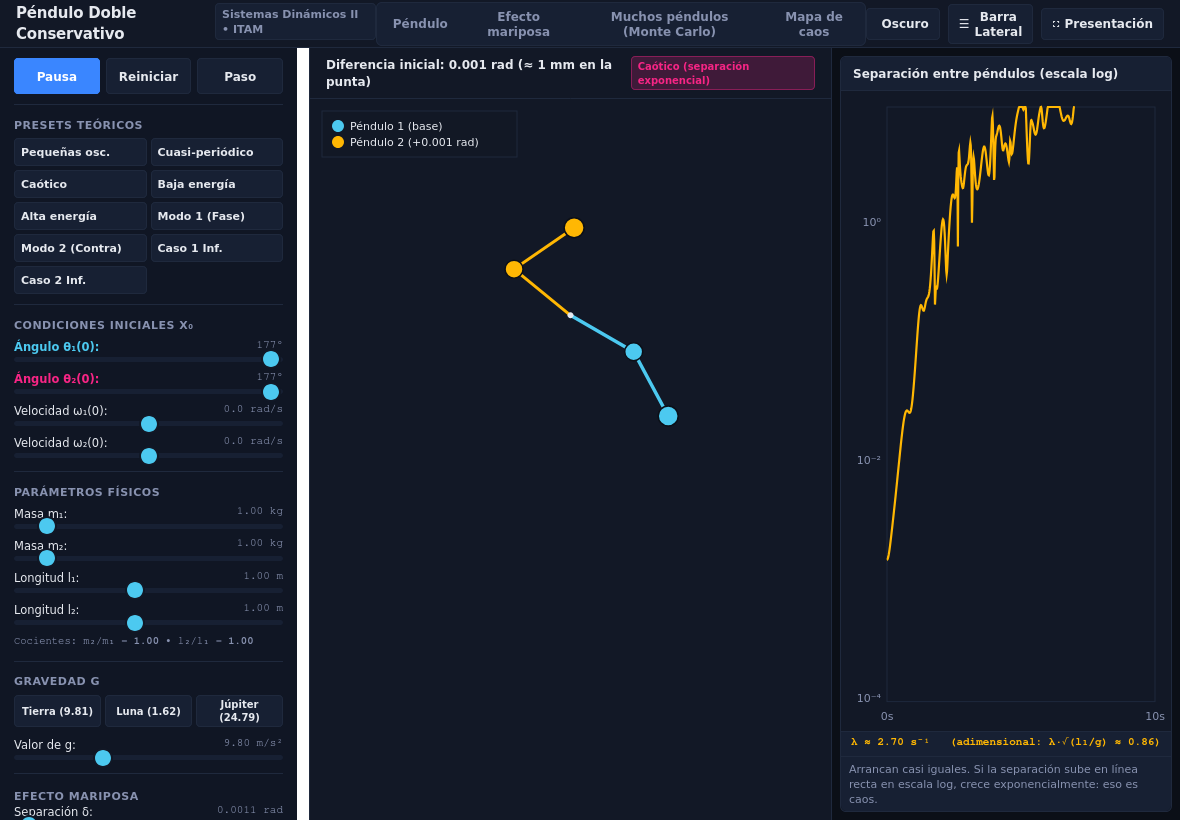 Péndulo Doble
Conservativo
Sistemas Dinámicos II
• ITAM
Péndulo
Efecto
mariposa
Muchos péndulos
(Monte Carlo)
Mapa de
caos
Oscuro
☰ Barra
Lateral
Presentación
Pausa
Reiniciar
Paso
PRESETS TEÓRICOS
Pequeñas osc.
Cuasi-periódico
Caótico
Baja energía
Alta energía
Modo 1 (Fase)
Modo 2 (Contra)
Caso 1 Inf.
Caso 2 Inf.
CONDICIONES INICIALES X₀
Ángulo θ₁(0): 177°
Ángulo θ₂(0): 177°
Velocidad ω₁(0): 0.0 rad/s
Velocidad ω₂(0): 0.0 rad/s
PARÁMETROS FÍSICOS
Masa m₁: 1.00 kg
Masa m₂: 1.00 kg
Longitud l₁: 1.00 m
Longitud l₂: 1.00 m
Cocientes: m₂/m₁ = 1.00 • l₂/l₁ = 1.00
GRAVEDAD G
Tierra (9.81)
Luna (1.62)
Júpiter
(24.79)
Valor de g: 9.80 m/s²
EFECTO MARIPOSA
Separación δ: 0.0011 rad
Diferencia inicial: 0.001 rad (≈ 1 mm en la
punta)
Caótico (separación
exponencial)
Péndulo 1 (base)
Péndulo 2 (+0.001 rad)
Separación entre péndulos (escala log)
10⁰
10⁻²
10⁻⁴
0s
10s
λ ≈ 2.70 s⁻¹ (adimensional: λ·√(l₁/g) ≈ 0.86)
Arrancan casi iguales. Si la separación sube en línea
recta en escala log, crece exponencialmente: eso es
caos.